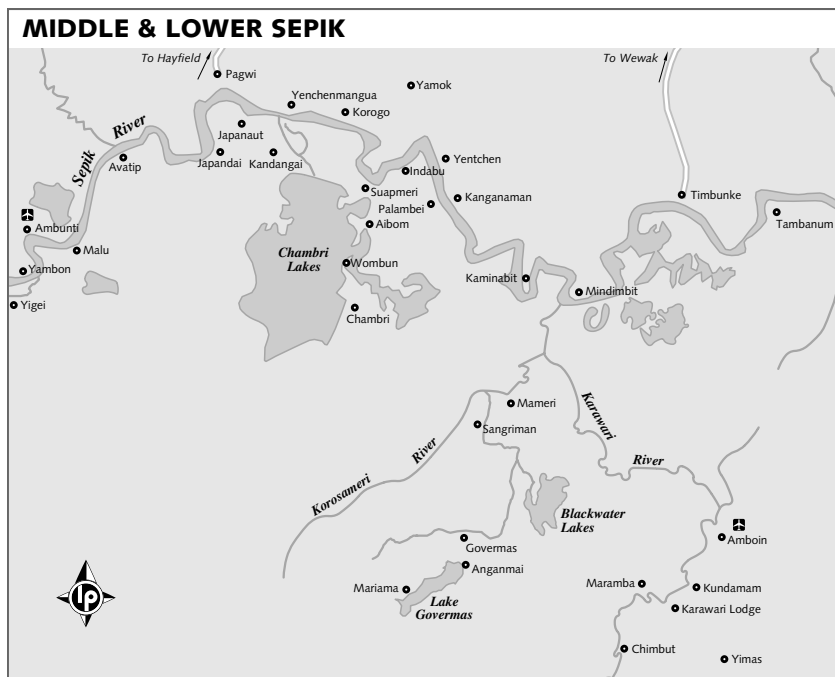 MIDDLE & LOWER SEPIK
To Hayfield
To Wewak
Pagwi
Yamok
Yenchenmangua
Korogo
River
Japanaut
Sepik
Avatip
Japandai
Kandangai
Yentchen
Indabu
Suapmeri
Kanganaman
Timbunke
Palambei
Tambanum
Aibom
Ambunti
Malu
Chambri
Lakes
Wombun
Yambon
Kaminabit
Mindimbit
Yigei
Chambri
Mameri
Karawari
River
Sangriman
River
Korosameri
Blackwater
Lakes
Govermas
Amboin
Anganmai
Mariama
Maramba
Kundamam
Lake
Govermas
Karawari Lodge
Chimbut
Yimas
lp